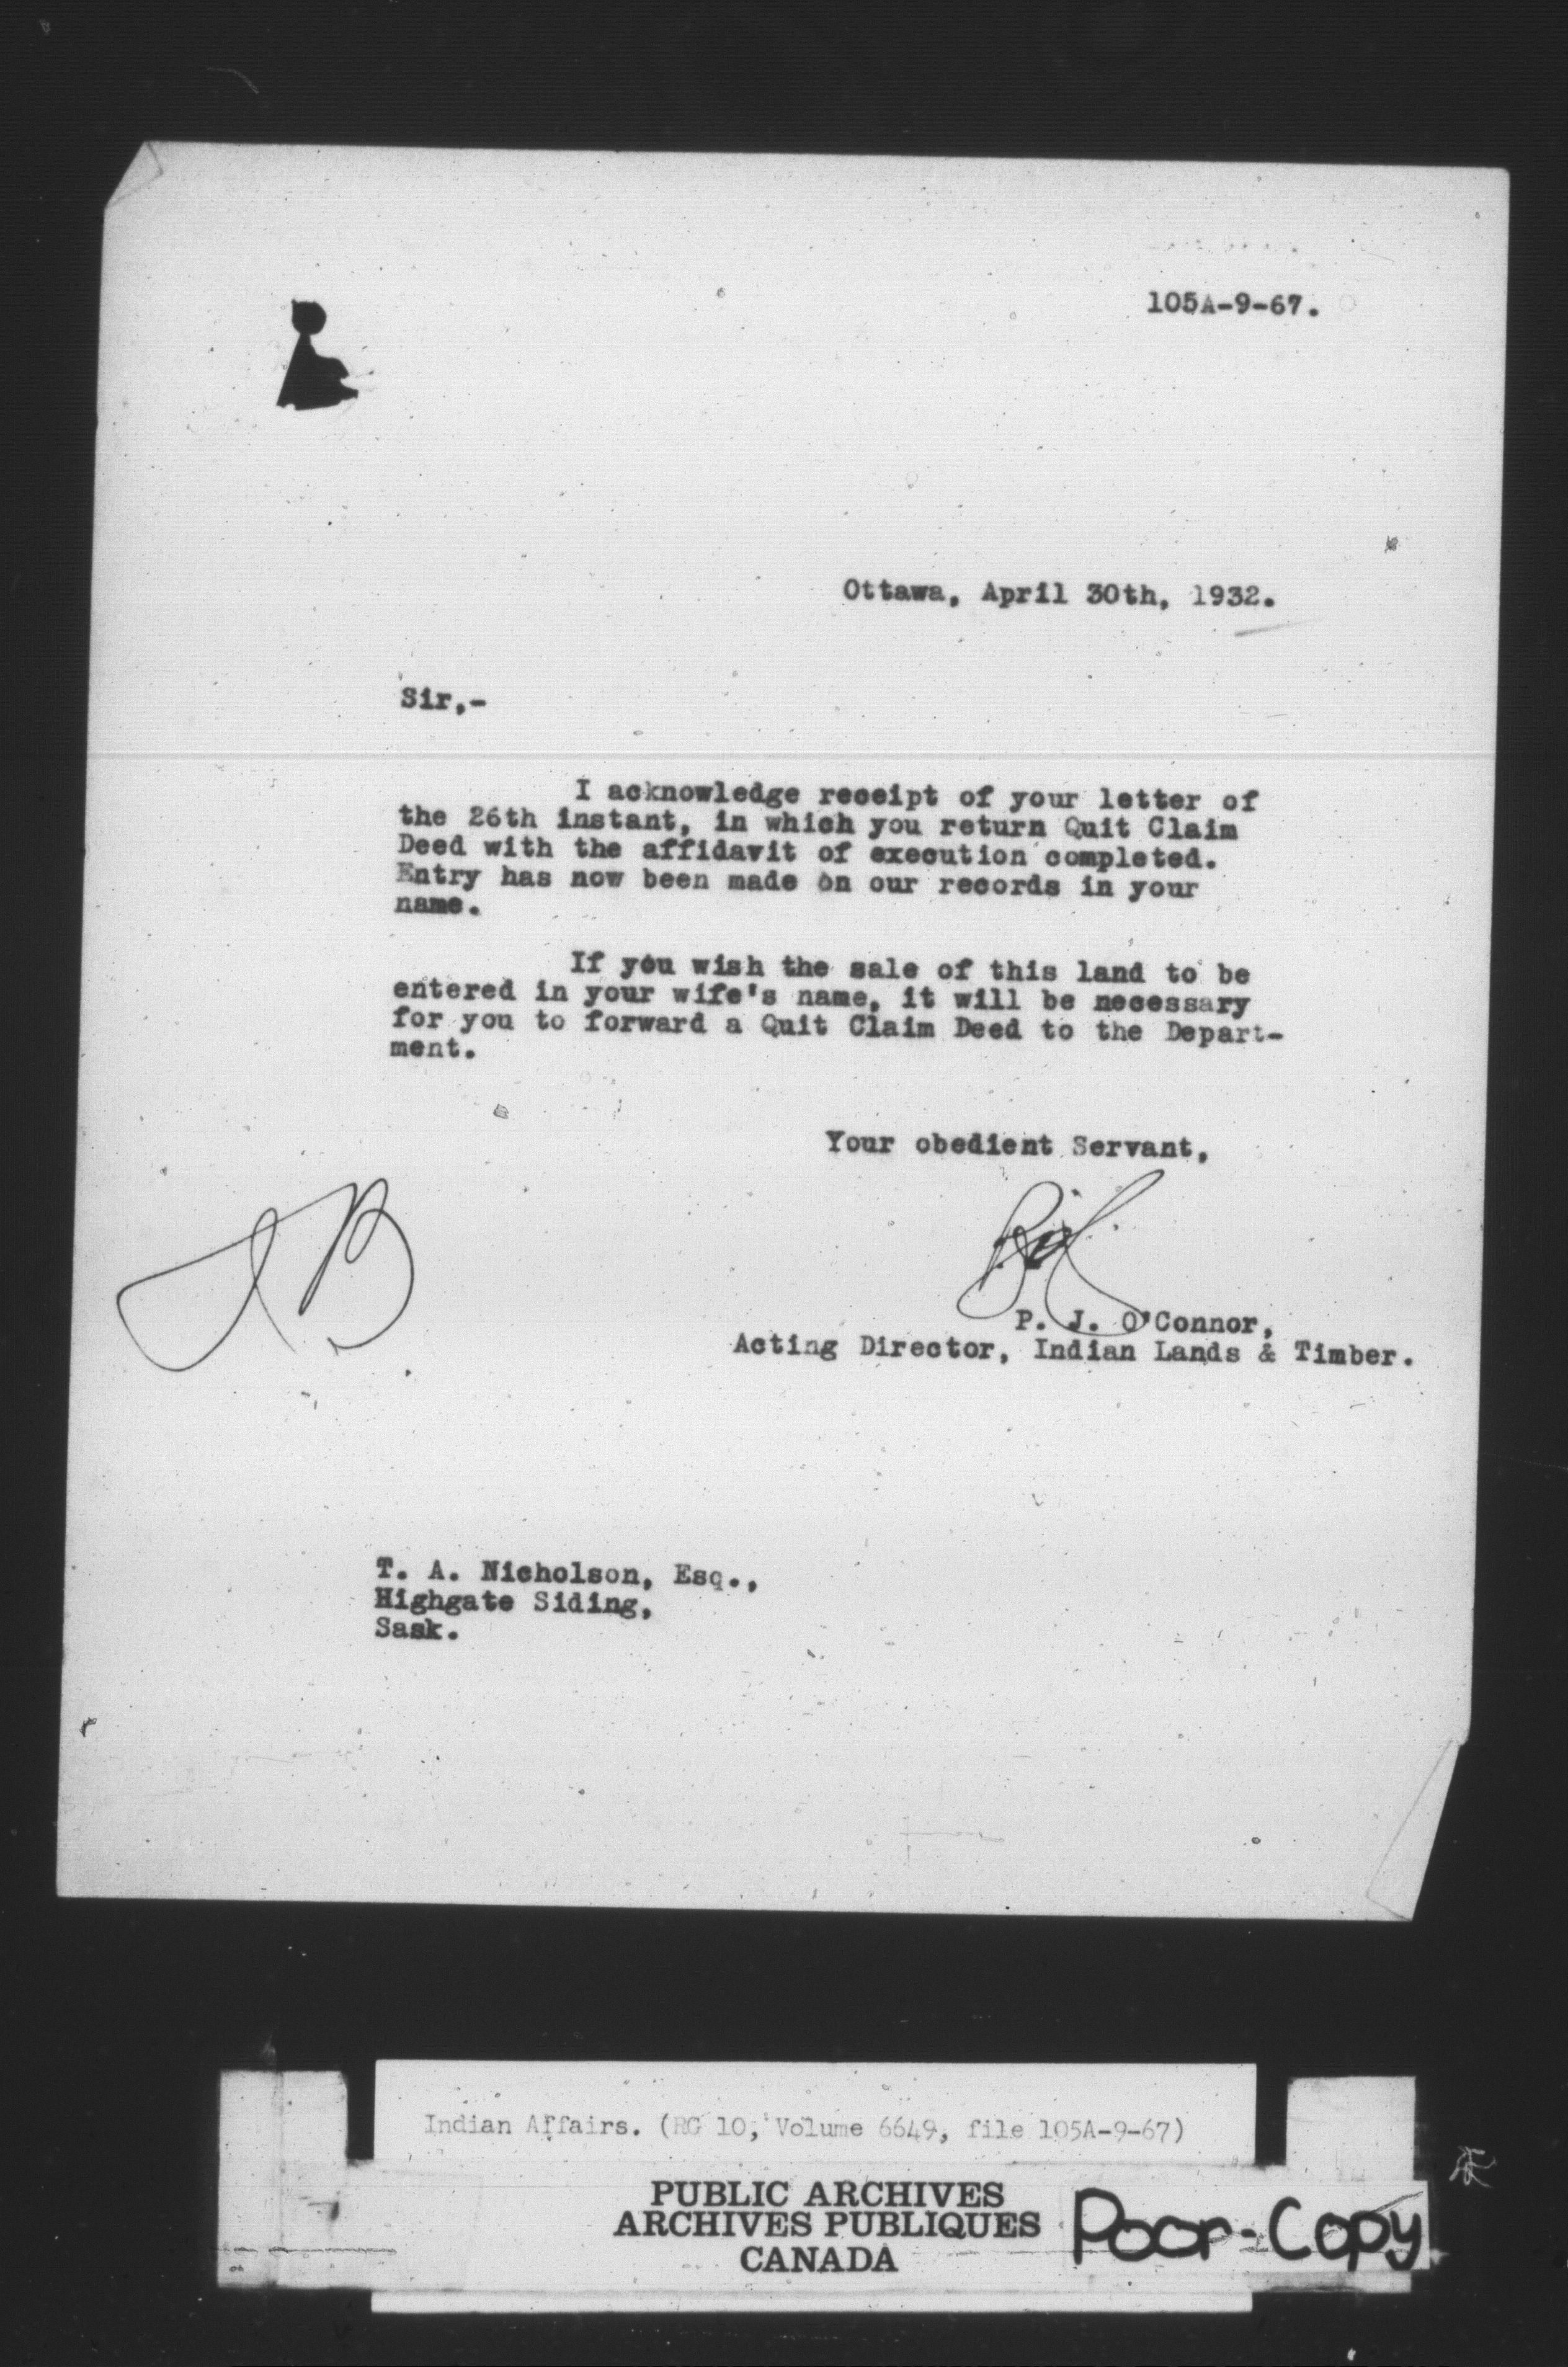 105A-9-67.
Ottawa, April 30th, 1932.
Sir,-
I acknowledge receipt of your letter of
the 26th instant, in which you return Quit Claim
Deed with the affidavit of execution completed.
Entry has now been made on our records in your
name.
If you wish the sale of this land to be
entered in your wife's name, it will be necessary
for you to forward a Quit Claim Deed to the Depart-
ment.
Your obedient Servant,
P. J. O'Connor,
Acting Director, Indian Lands & Timber.
T. A. Nicholson, Esq.,
Highgate Siding,
Sask.
Indian Affairs. (RG 10, Volume 6649, file 105A-9-67)
PUBLIC ARCHIVES
ARCHIVES PUBLIQUES
CANADA
Poor-Copy